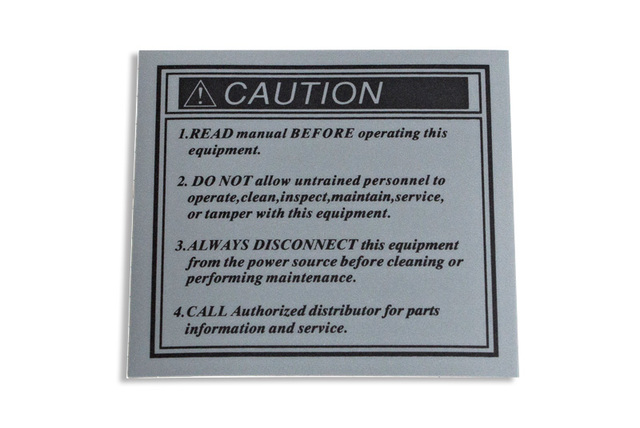 CAUTION
1.READ manual BEFORE operating this
equipment.
2. DO NOT allow untrained personnel to
operate,clean,inspect,maintain,service,
or tamper with this equipment.
3.ALWAYS DISCONNECT this equipment
from the power source before cleaning or
performing maintenance.
4.CALL Authorized distributor for parts
information and service.